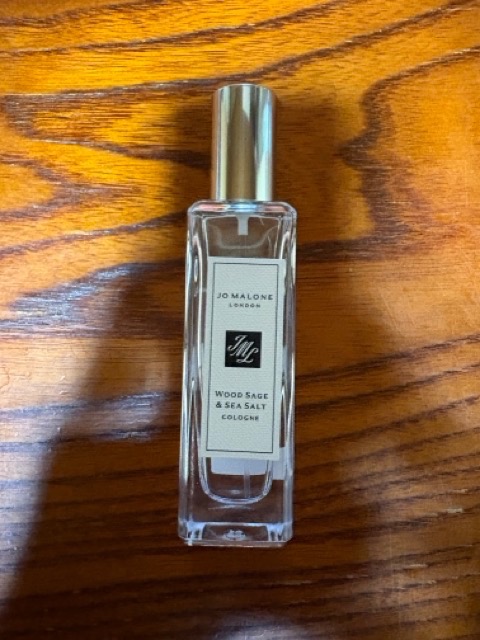 JO MALONE
LONDON
JML
WOOD SAGE
& SEA SALT
COLOGNE